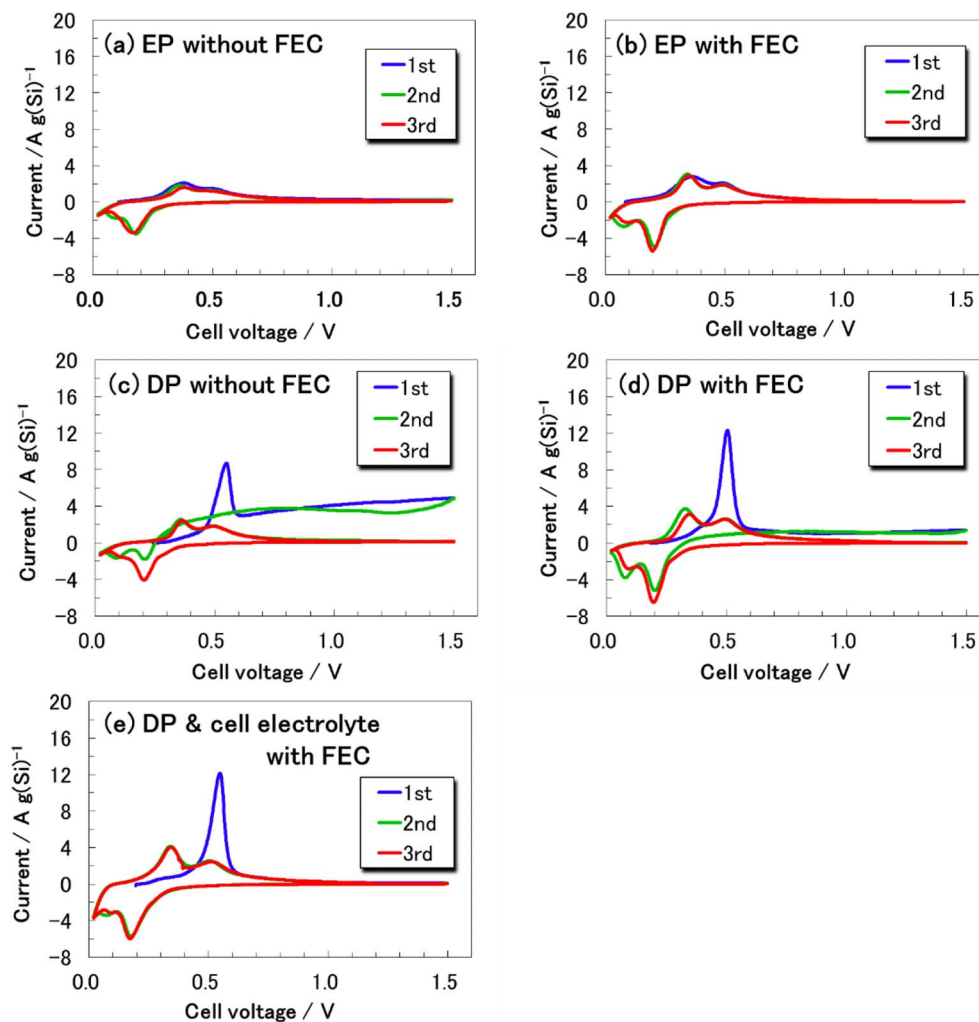 (a) EP without FEC
20
16
12
8
4
0
−4
−8
Current / A g(Si)⁻¹
1st
2nd
3rd
0.0 0.5 1.0 1.5
Cell voltage / V
(b) EP with FEC
20
16
12
8
4
0
−4
−8
Current / A g(Si)⁻¹
1st
2nd
3rd
0.0 0.5 1.0 1.5
Cell voltage / V
(c) DP without FEC
20
16
12
8
4
0
−4
−8
Current / A g(Si)⁻¹
1st
2nd
3rd
0.0 0.5 1.0 1.5
Cell voltage / V
(d) DP with FEC
20
16
12
8
4
0
−4
−8
Current / A g(Si)⁻¹
1st
2nd
3rd
0.0 0.5 1.0 1.5
Cell voltage / V
(e) DP & cell electrolyte
with FEC
20
16
12
8
4
0
−4
−8
Current / A g(Si)⁻¹
1st
2nd
3rd
0.0 0.5 1.0 1.5
Cell voltage / V